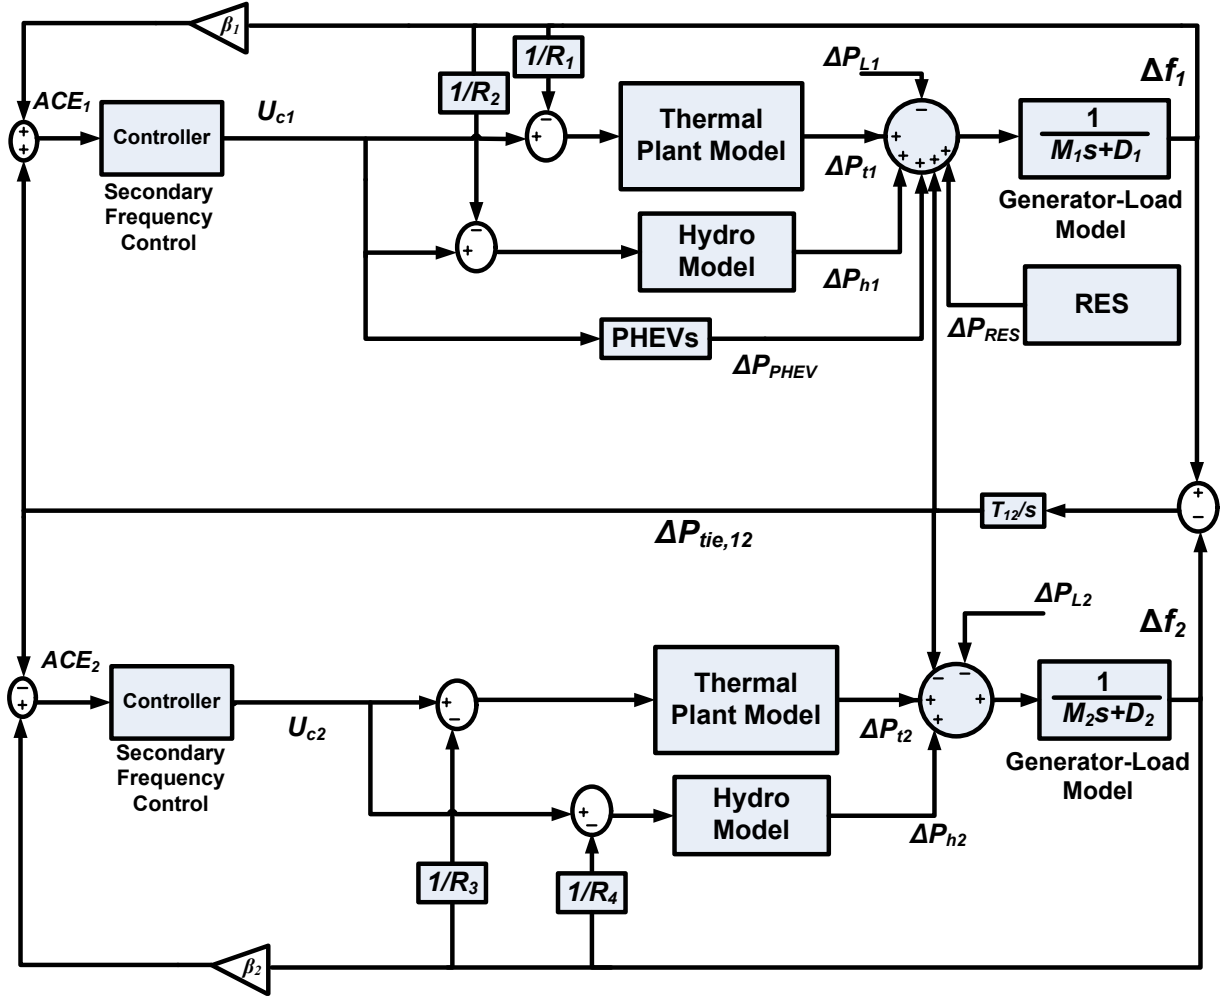 β1
1/R1
1/R2
ΔPL1
Δf1
ACE1
Controller
Uc1
+
+
+
−
Thermal
Plant Model
ΔPt1
−
+
+
+
+
+
1
M1s+D1
Generator-Load
Model
Secondary
Frequency
Control
−
+
Hydro
Model
ΔPh1
RES
ΔPRES
PHEVs
ΔPPHEV
+
−
T12/s
ΔPtie,12
ΔPL2
Δf2
ACE2
−
+
Controller
Uc2
+
−
Thermal
Plant Model
ΔPt2
−
−
+
+
+
1
M2s+D2
Generator-Load
Model
Secondary
Frequency
Control
+
−
Hydro
Model
ΔPh2
1/R3
1/R4
β2